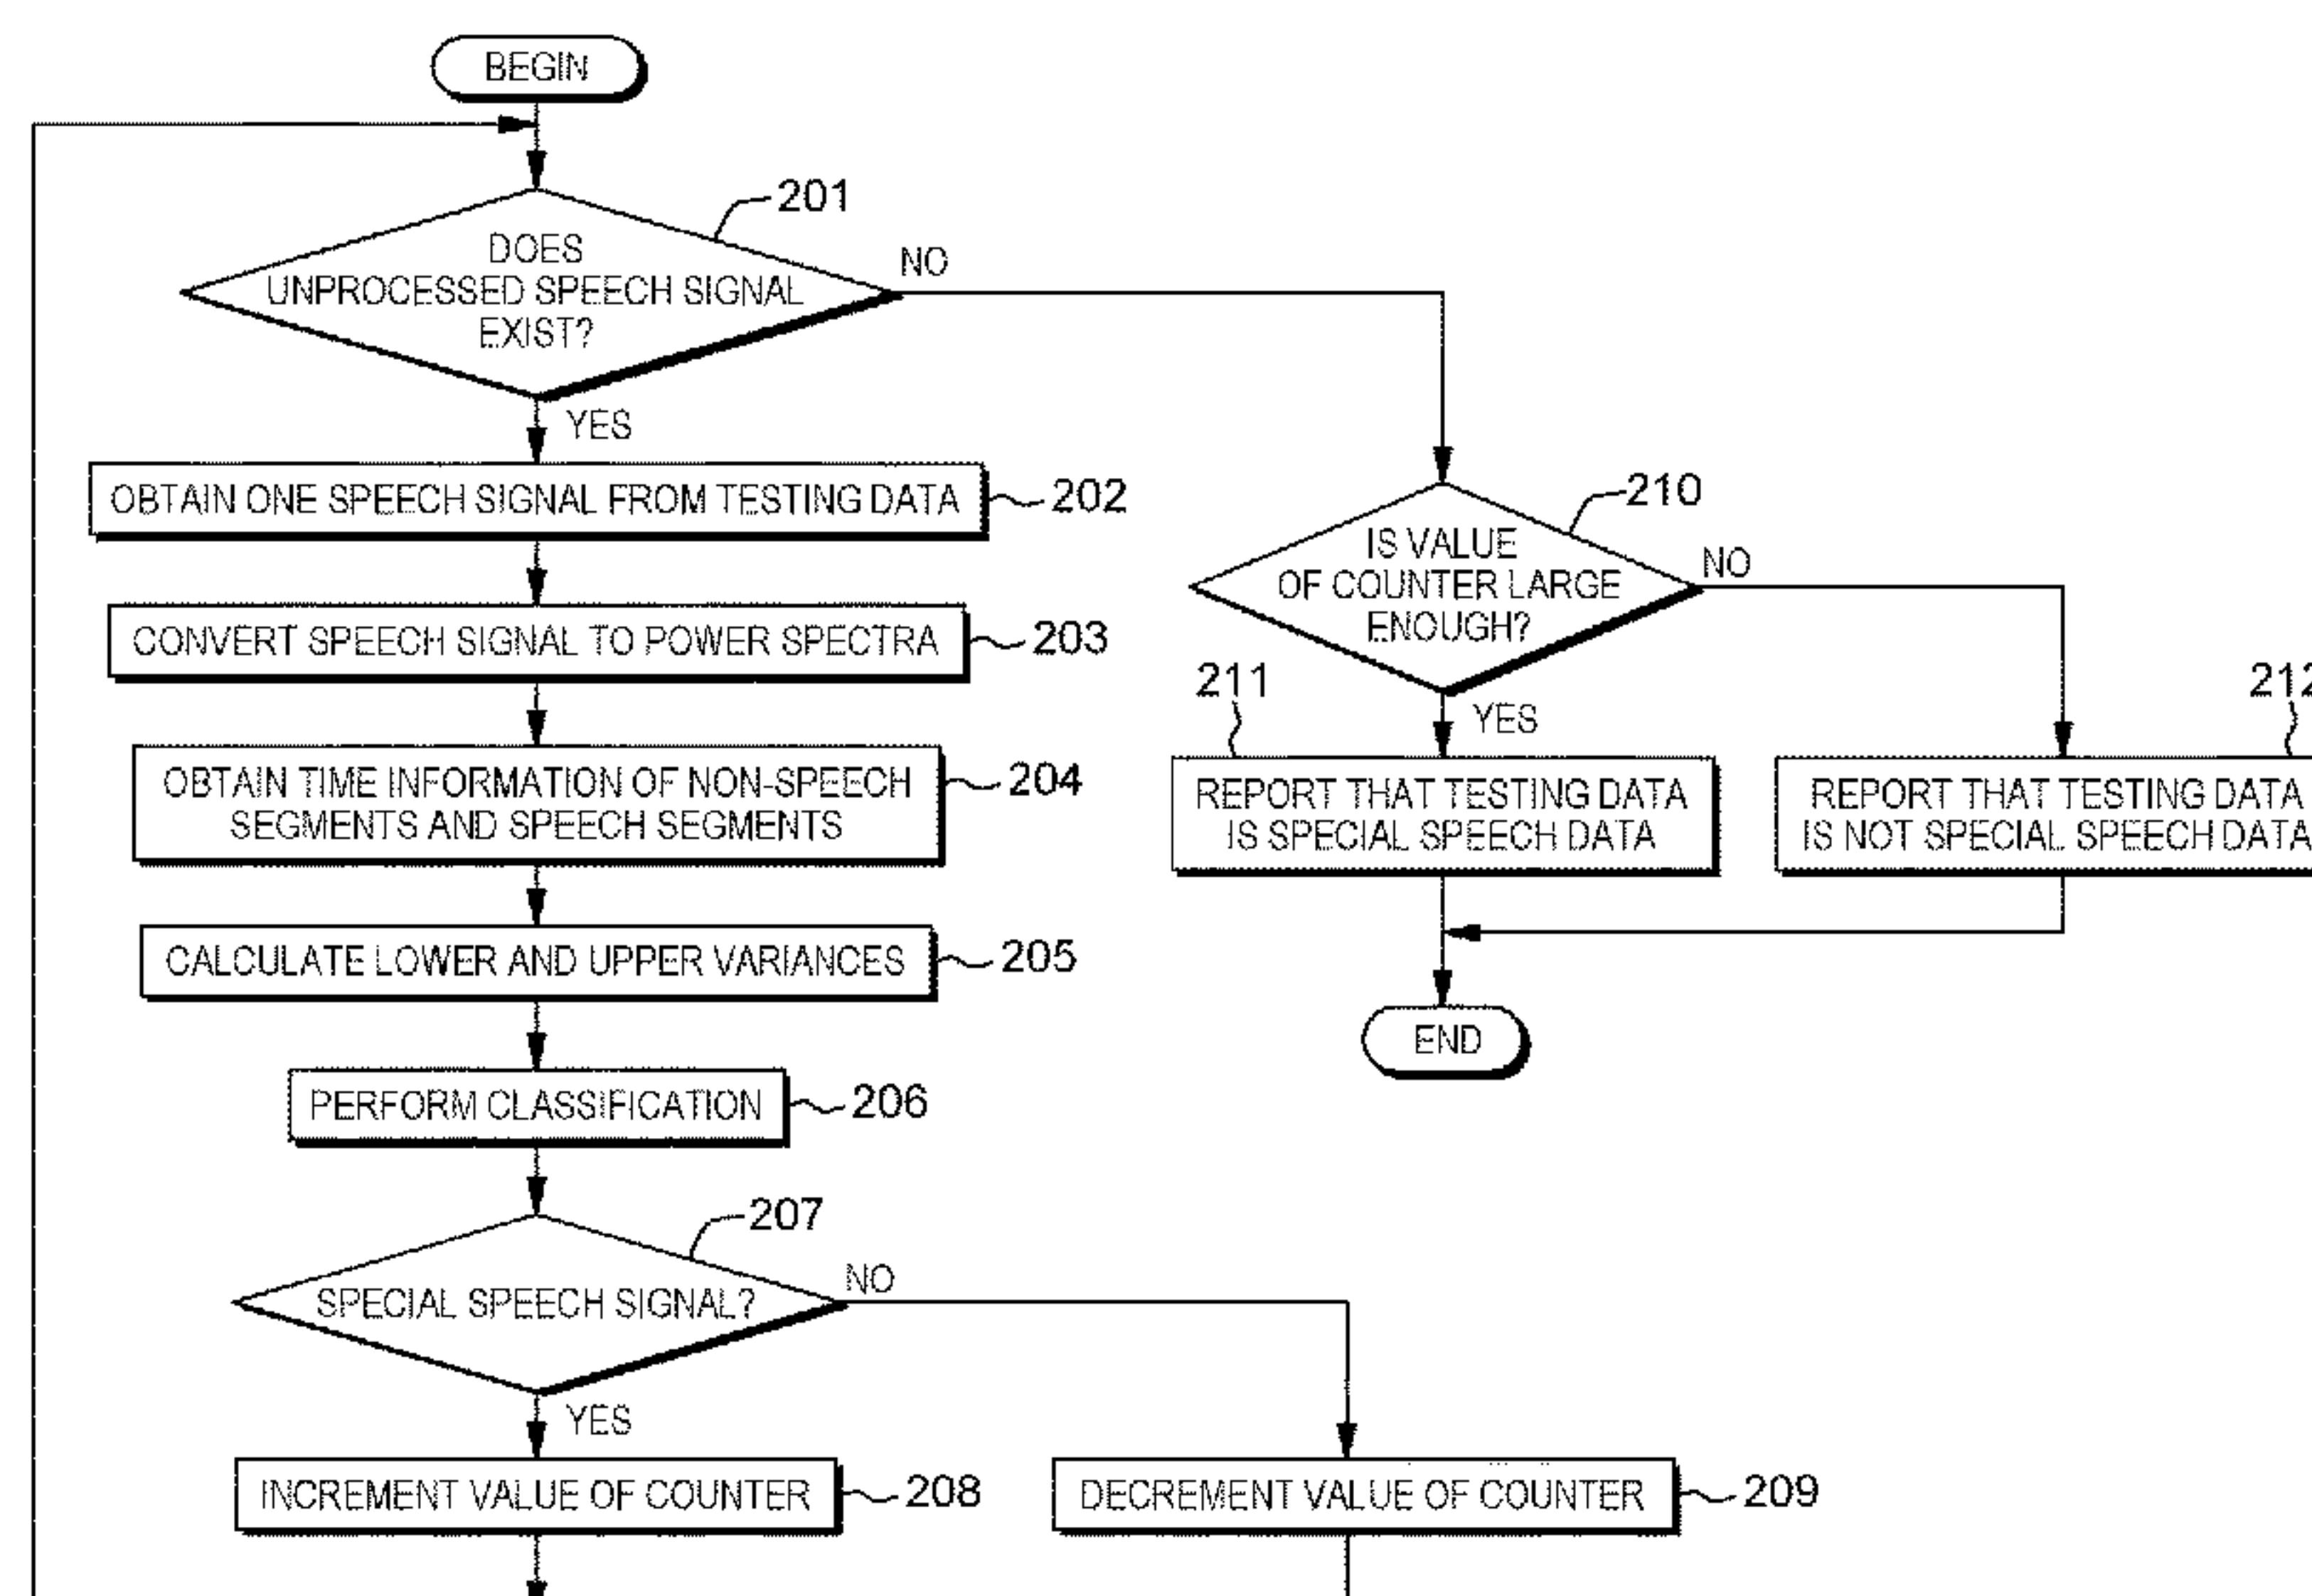 BEGIN
201
DOES
UNPROCESSED SPEECH SIGNAL
EXIST?
NO
YES
OBTAIN ONE SPEECH SIGNAL FROM TESTING DATA
202
CONVERT SPEECH SIGNAL TO POWER SPECTRA
203
OBTAIN TIME INFORMATION OF NON-SPEECH
SEGMENTS AND SPEECH SEGMENTS
204
CALCULATE LOWER AND UPPER VARIANCES
205
PERFORM CLASSIFICATION
206
207
SPECIAL SPEECH SIGNAL?
NO
YES
INCREMENT VALUE OF COUNTER
208
DECREMENT VALUE OF COUNTER
209
210
IS VALUE
OF COUNTER LARGE
ENOUGH?
NO
YES
211
REPORT THAT TESTING DATA
IS SPECIAL SPEECH DATA
212
REPORT THAT TESTING DATA
IS NOT SPECIAL SPEECH DATA
END